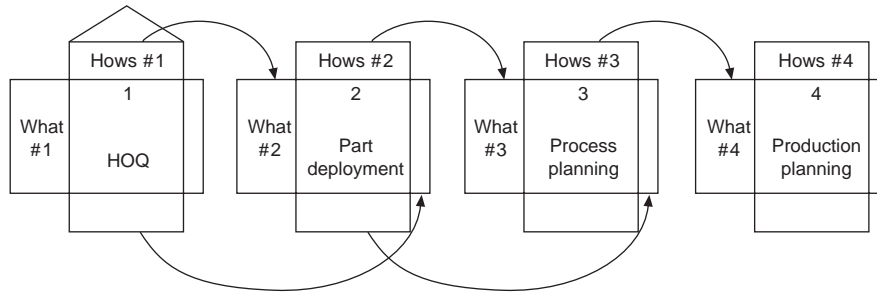 Hows #1
1
What
#1
HOQ
Hows #2
2
What
#2
Part
deployment
Hows #3
3
What
#3
Process
planning
Hows #4
4
What
#4
Production
planning